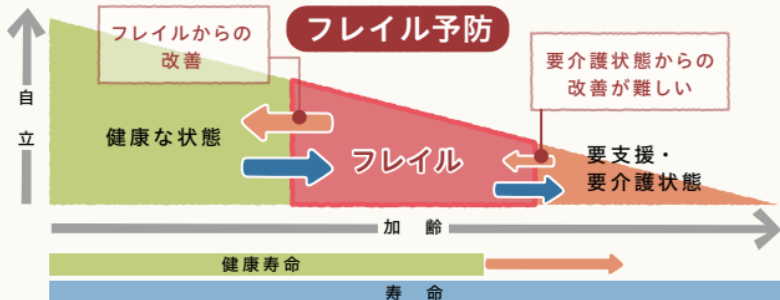 フレイル予防
フレイルからの
改善
要介護状態からの
改善が難しい
自立
健康な状態
フレイル
要支援・
要介護状態
加齢
健康寿命
寿命